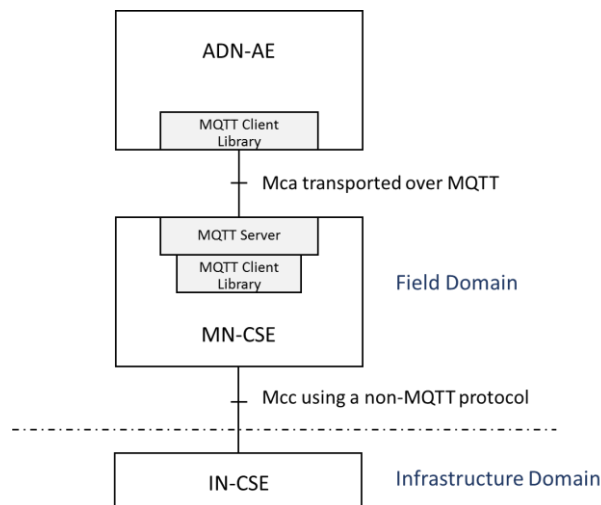 ADN-AE
MQTT Client
Library
Mca transported over MQTT
MQTT Server
MQTT Client
Library
Field Domain
MN-CSE
Mcc using a non-MQTT protocol
Infrastructure Domain
IN-CSE